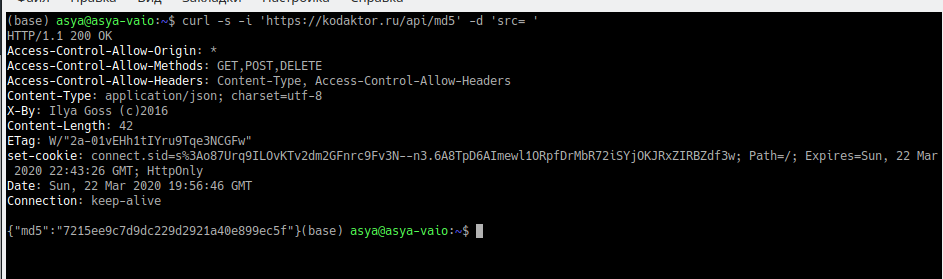 (base) asya@asya-vaio:~$ curl -s -i 'https://kodaktor.ru/api/md5' -d 'src= '
HTTP/1.1 200 OK
Access-Control-Allow-Origin: *
Access-Control-Allow-Methods: GET,POST,DELETE
Access-Control-Allow-Headers: Content-Type, Access-Control-Allow-Headers
Content-Type: application/json; charset=utf-8
X-By: Ilya Goss (c)2016
Content-Length: 42
ETag: W/"2a-01vEHh1tIYru9Tqe3NCGFw"
set-cookie: connect.sid=s%3Ao87Urq9ILOvKTv2dm2GFnrc9Fv3N--n3.6A8TpD6AImewl1ORpfDrMbR72iSYjOKJRxZIRBZdf3w; Path=/; Expires=Sun, 22 Mar
2020 22:43:26 GMT; HttpOnly
Date: Sun, 22 Mar 2020 19:56:46 GMT
Connection: keep-alive
{"md5":"7215ee9c7d9dc229d2921a40e899ec5f"}(base) asya@asya-vaio:~$